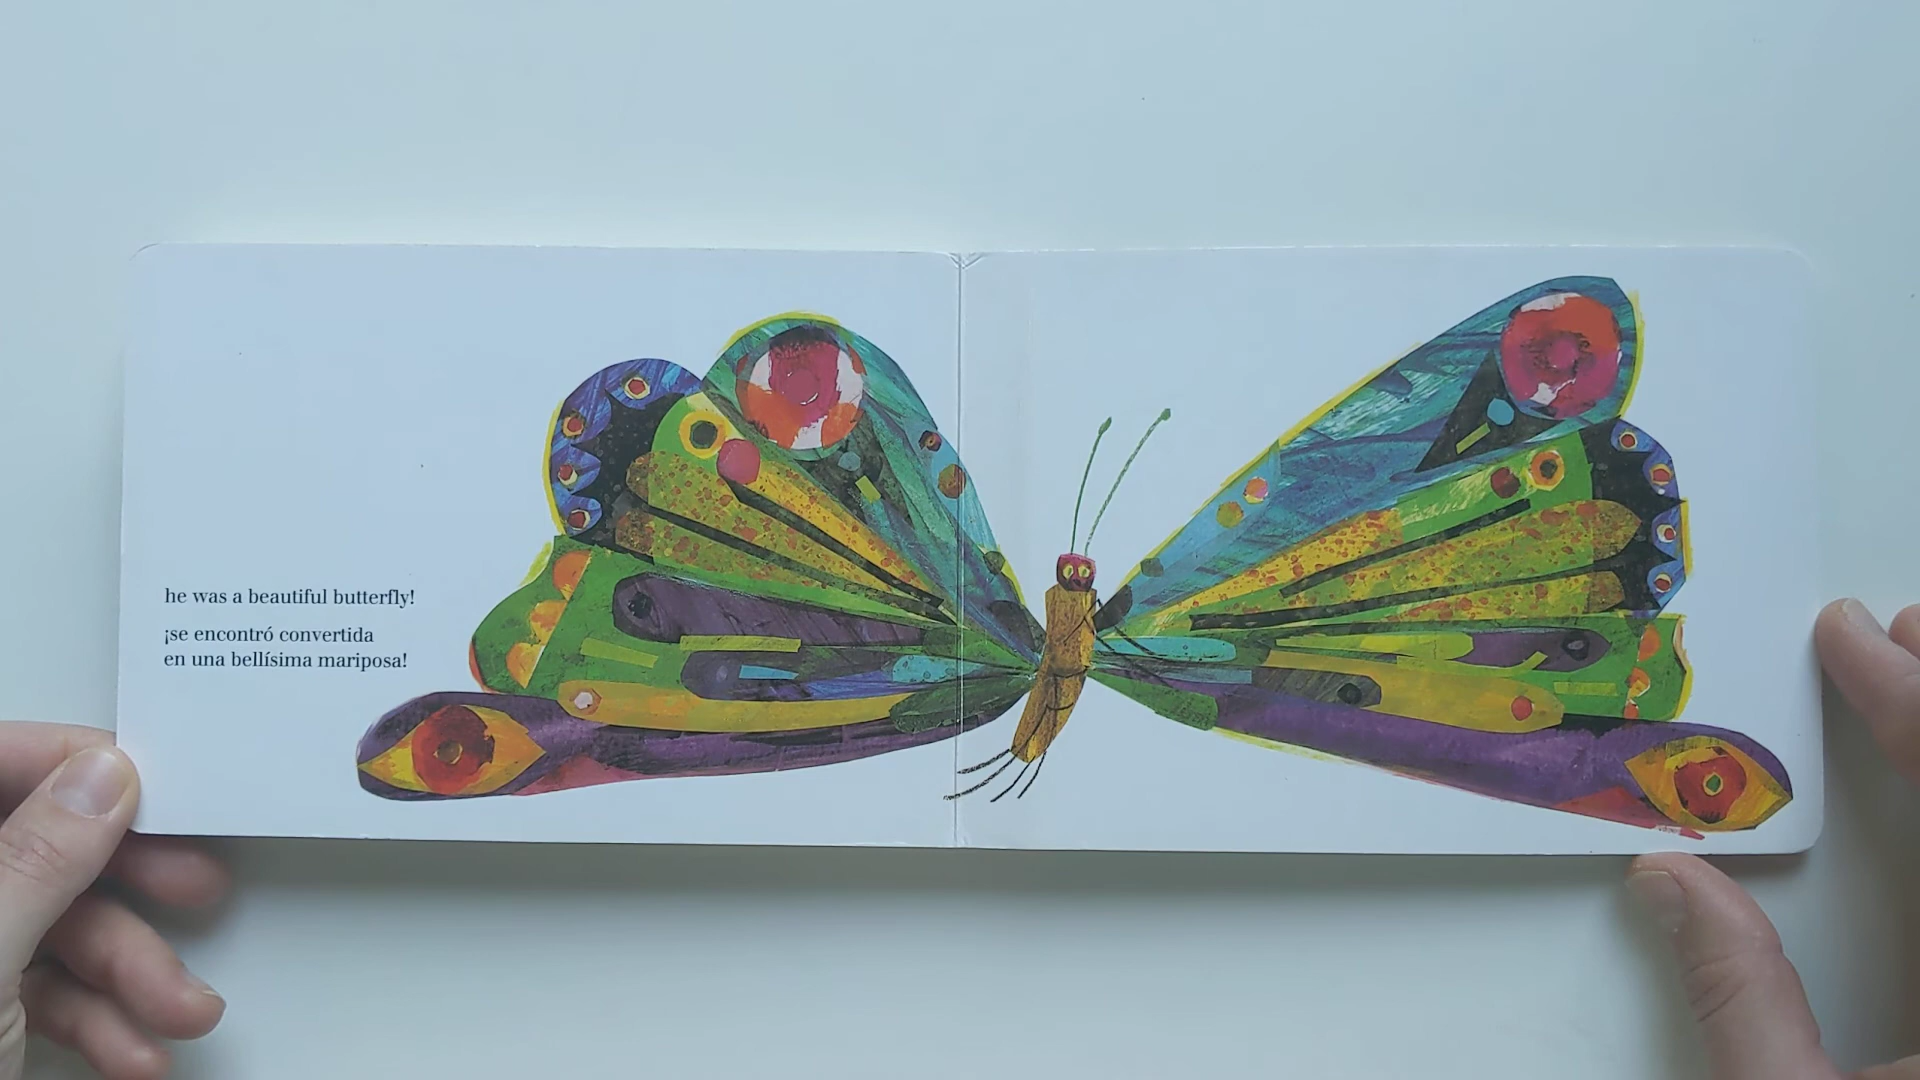 he was a beautiful butterfly!
¡se encontró convertida
en una bellísima mariposa!